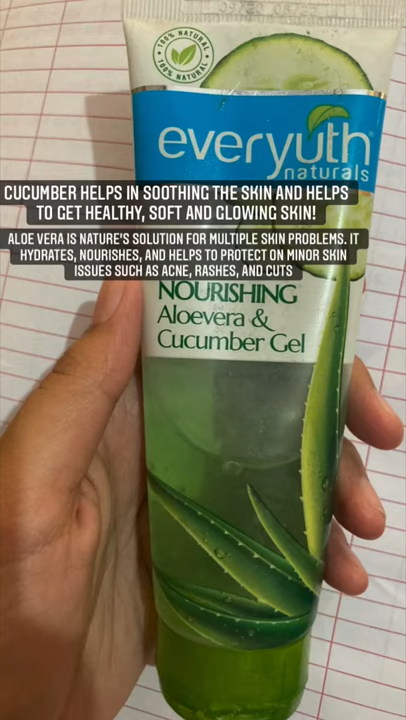 100% NATURAL
100% NATURAL
everyuth
naturals
CUCUMBER HELPS IN SOOTHING THE SKIN AND HELPS
TO GET HEALTHY, SOFT AND GLOWING SKIN!
ALOE VERA IS NATURE'S SOLUTION FOR MULTIPLE SKIN PROBLEMS. IT
HYDRATES, NOURISHES, AND HELPS TO PROTECT ON MINOR SKIN
ISSUES SUCH AS ACNE, RASHES, AND CUTS
NOURISHING
Aloevera &
Cucumber Gel